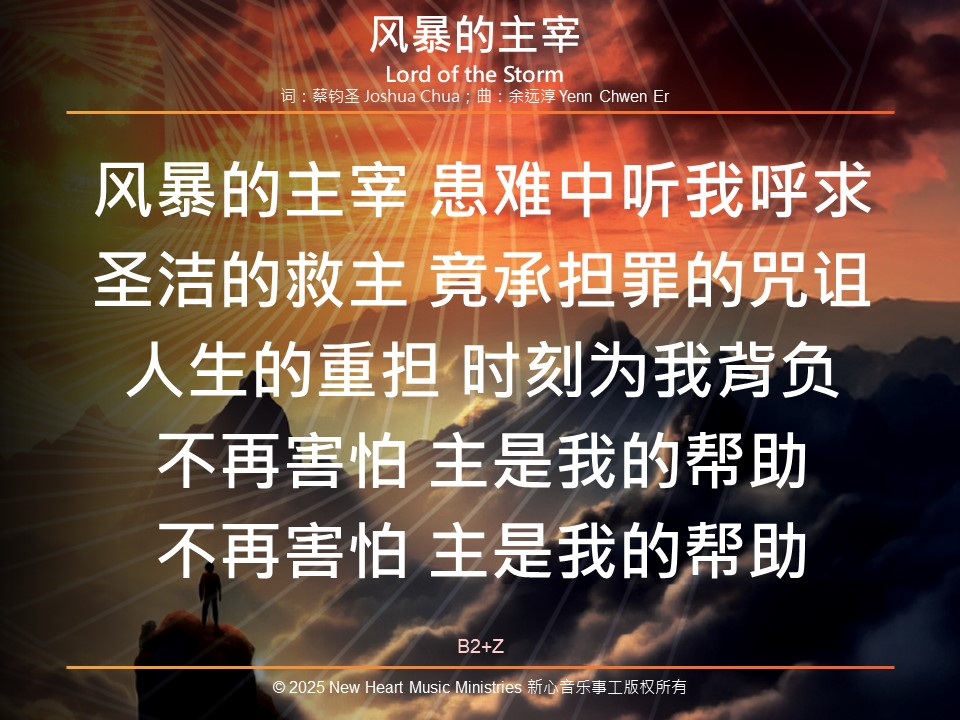 风暴的主宰
Lord of the Storm
词：蔡钧圣 Joshua Chua；曲：余远淳 Yenn Chwen Er
风暴的主宰 患难中听我呼求
圣洁的救主 竟承担罪的咒诅
人生的重担 时刻为我背负
不再害怕 主是我的帮助
不再害怕 主是我的帮助
B2+Z
© 2025 New Heart Music Ministries 新心音乐事工版权所有